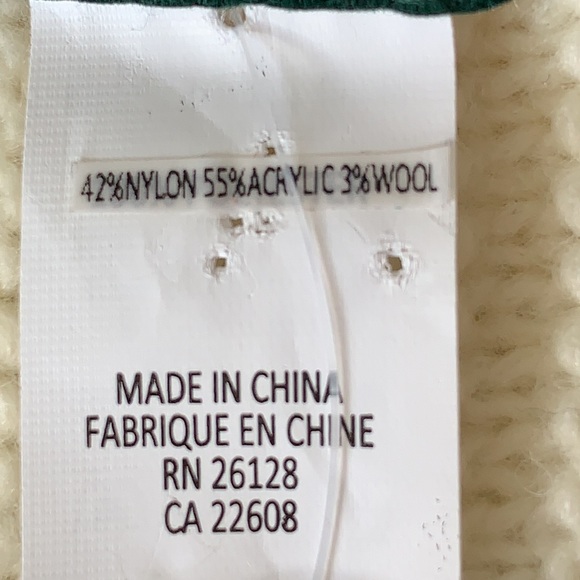 42%NYLON 55%ACRYLIC 3%WOOL
MADE IN CHINA
FABRIQUE EN CHINE
RN 26128
CA 22608